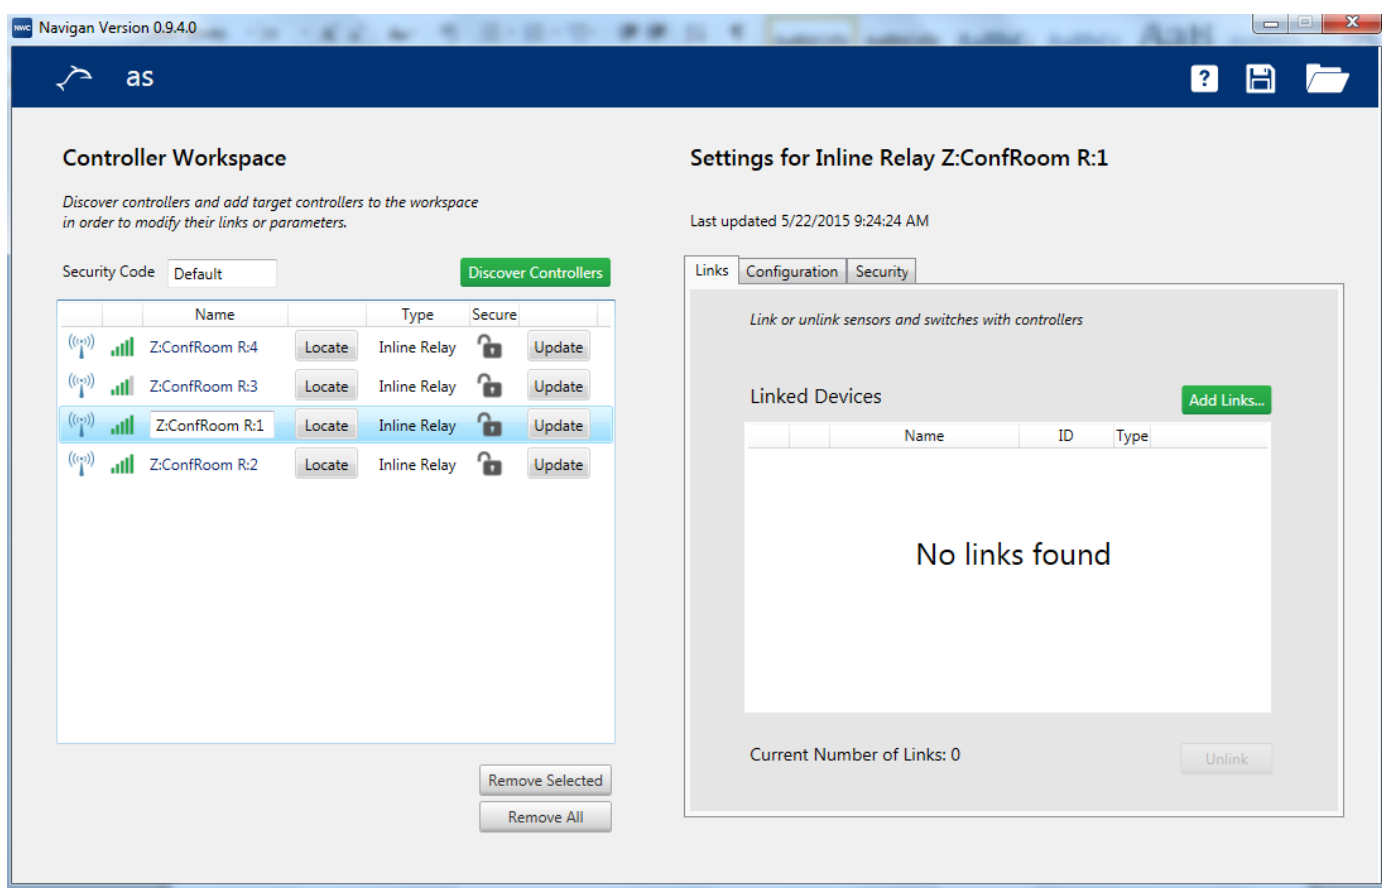 NWC Navigan Version 0.9.4.0
as
?
Controller Workspace
Discover controllers and add target controllers to the workspace
in order to modify their links or parameters.
Security Code Default Discover Controllers
Name Type Secure
Z:ConfRoom R:4 Locate Inline Relay Update
Z:ConfRoom R:3 Locate Inline Relay Update
Z:ConfRoom R:1 Locate Inline Relay Update
Z:ConfRoom R:2 Locate Inline Relay Update
Remove Selected
Remove All
Settings for Inline Relay Z:ConfRoom R:1
Last updated 5/22/2015 9:24:24 AM
Links Configuration Security
Link or unlink sensors and switches with controllers
Linked Devices Add Links...
Name ID Type
No links found
Current Number of Links: 0 Unlink